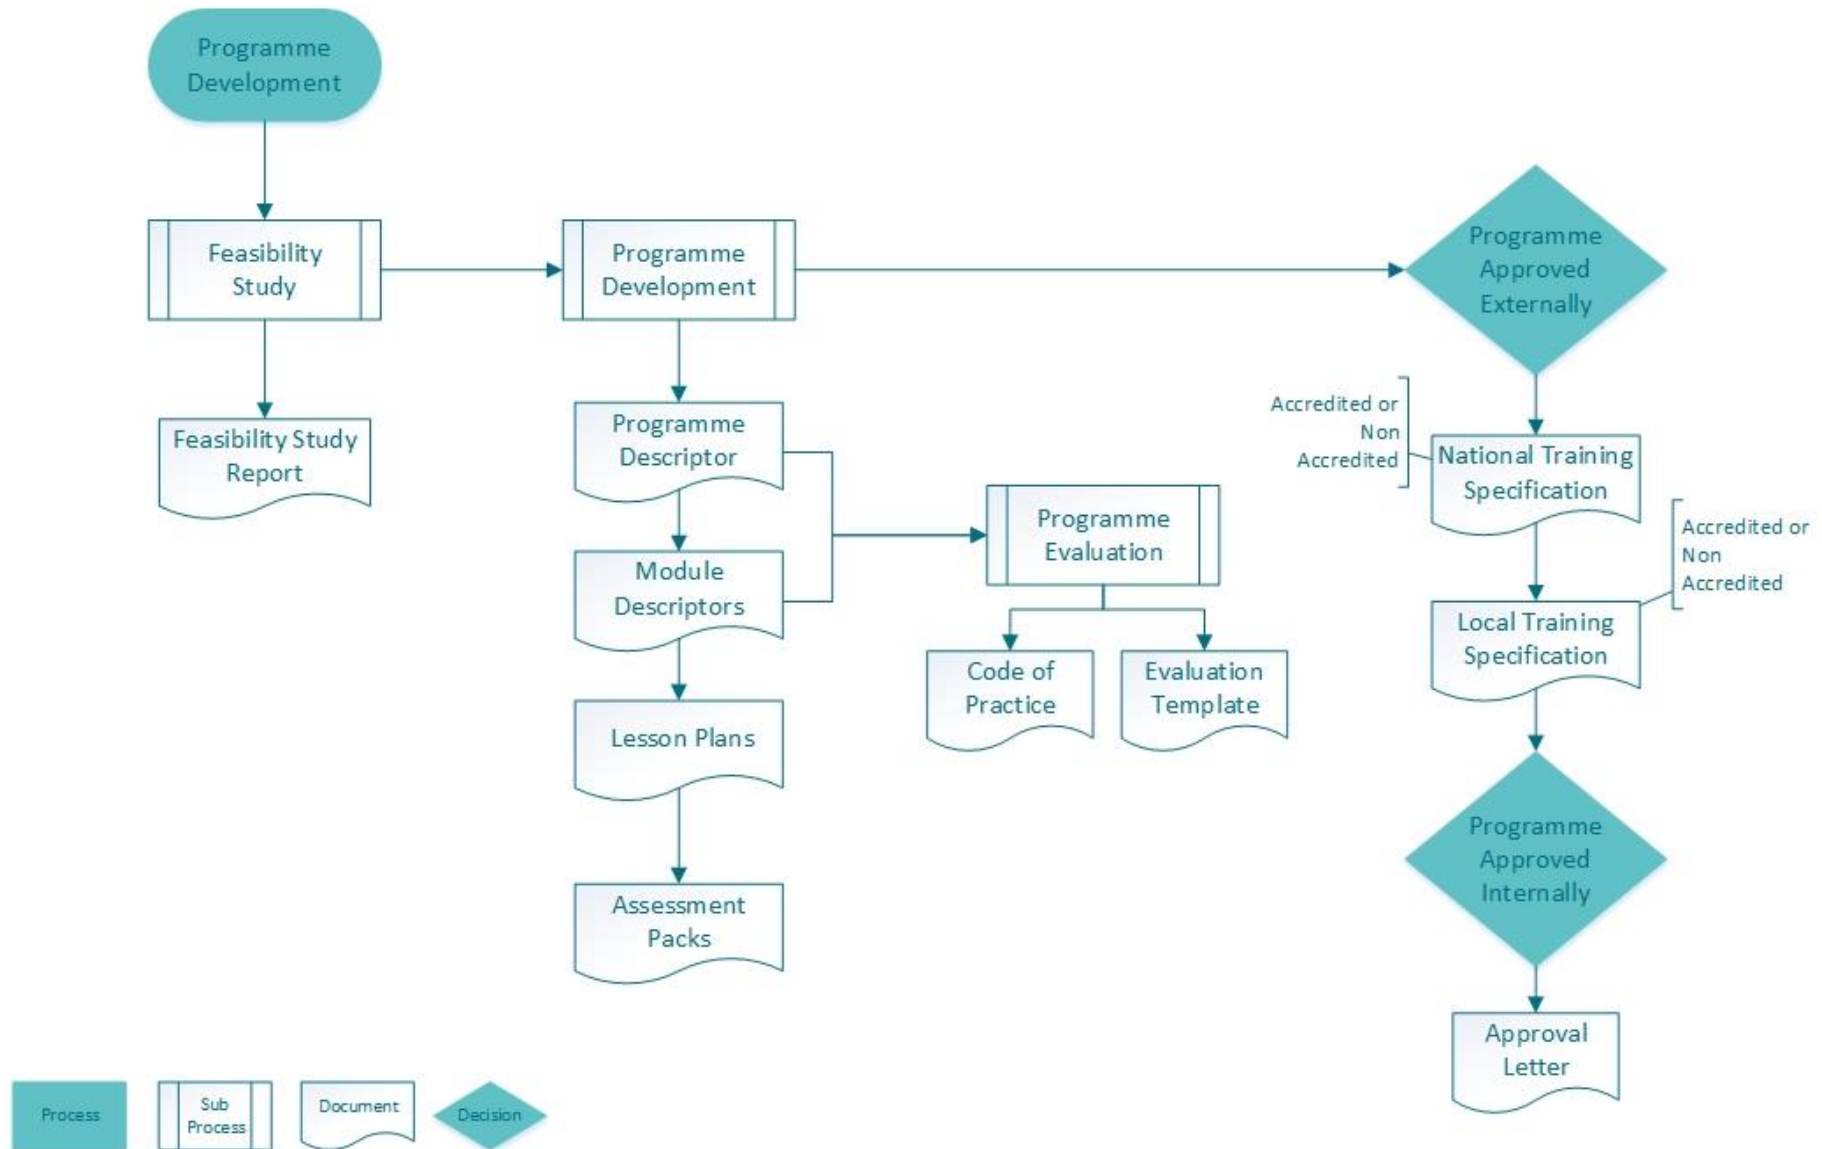 Programme
Development
Feasibility
Study
Programme
Development
Programme
Approved
Externally
Feasibility Study
Report
Programme
Descriptor
Module
Descriptors
Lesson Plans
Assessment
Packs
Programme
Evaluation
Code of
Practice
Evaluation
Template
Accredited or
Non
Accredited
National Training
Specification
Accredited or
Non
Accredited
Local Training
Specification
Programme
Approved
Internally
Approval
Letter
Process
Sub
Process
Document
Decision